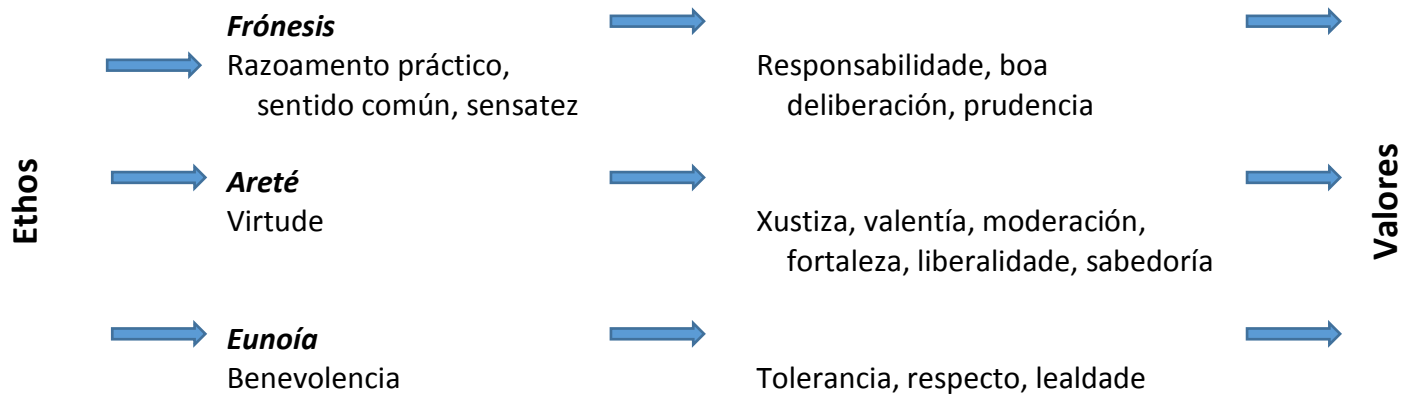 Ethos
Frónesis
Razoamento práctico,
sentido común, sensatez
Responsabilidade, boa
deliberación, prudencia
Areté
Virtude
Xustiza, valentía, moderación,
fortaleza, liberalidade, sabedoría
Eunoía
Benevolencia
Tolerancia, respecto, lealdade
Valores